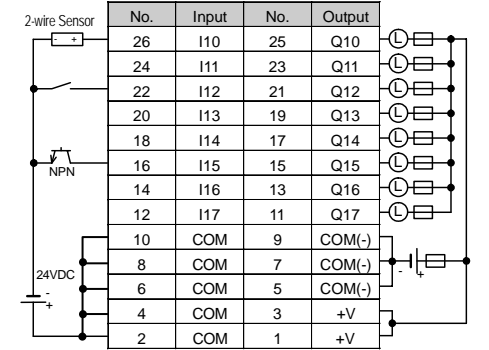 2-wire Sensor
No. Input No. Output
- + 26 I10 25 Q10 L
24 I11 23 Q11 L
22 I12 21 Q12 L
20 I13 19 Q13 L
18 I14 17 Q14 L
16 I15 15 Q15 L
NPN
14 I16 13 Q16 L
12 I17 11 Q17 L
10 COM 9 COM(-)
8 COM 7 COM(-)
- +
24VDC
6 COM 5 COM(-)
-
+
4 COM 3 +V
2 COM 1 +V